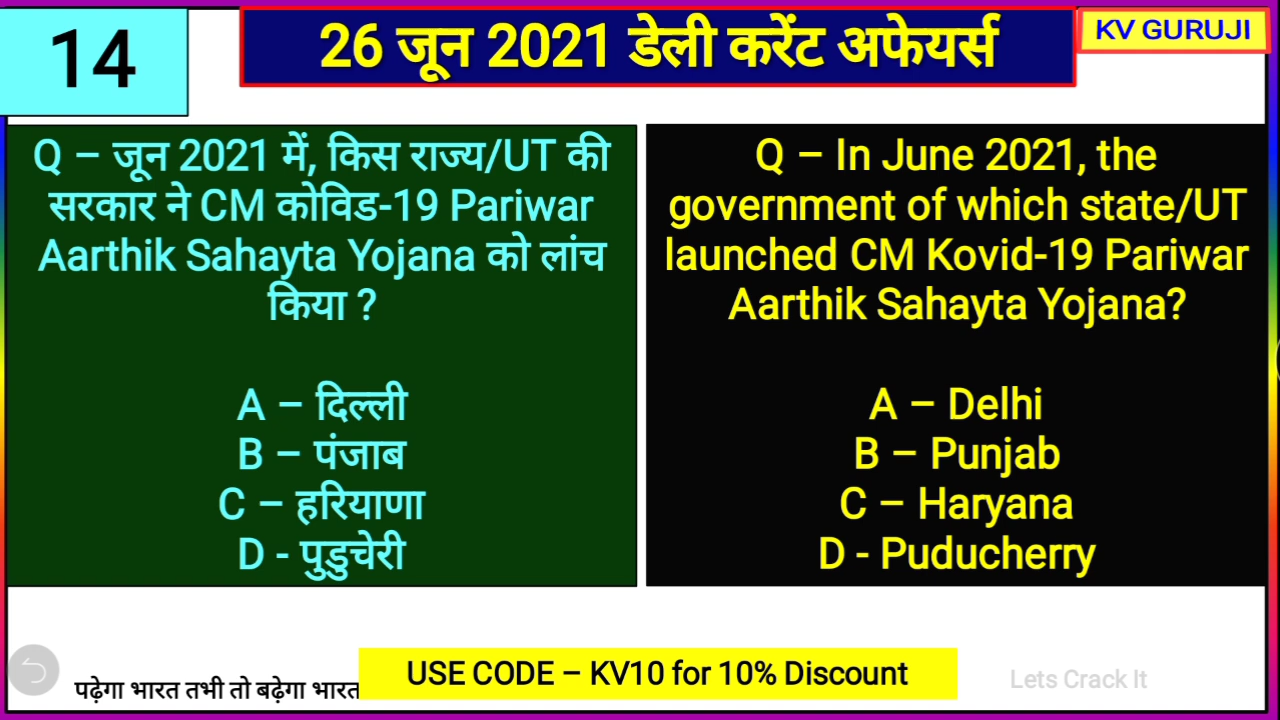 14
26 जून 2021 डेली करेंट अफेयर्स
KV GURUJI
Q – जून 2021 में, किस राज्य/UT की
सरकार ने CM कोविड-19 Pariwar
Aarthik Sahayta Yojana को लांच
किया ?
A – दिल्ली
B – पंजाब
C – हरियाणा
D - पुडुचेरी
Q – In June 2021, the
government of which state/UT
launched CM Kovid-19 Pariwar
Aarthik Sahayta Yojana?
A – Delhi
B – Punjab
C – Haryana
D - Puducherry
पढ़ेगा भारत तभी तो बढ़ेगा भारत
USE CODE – KV10 for 10% Discount
Lets Crack It